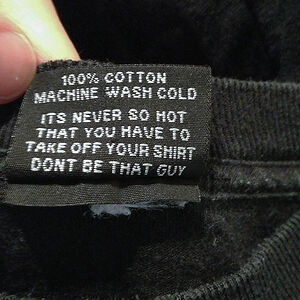 100% COTTON
MACHINE WASH COLD
ITS NEVER SO HOT
THAT YOU HAVE TO
TAKE OFF YOUR SHIRT
DONT BE THAT GUY